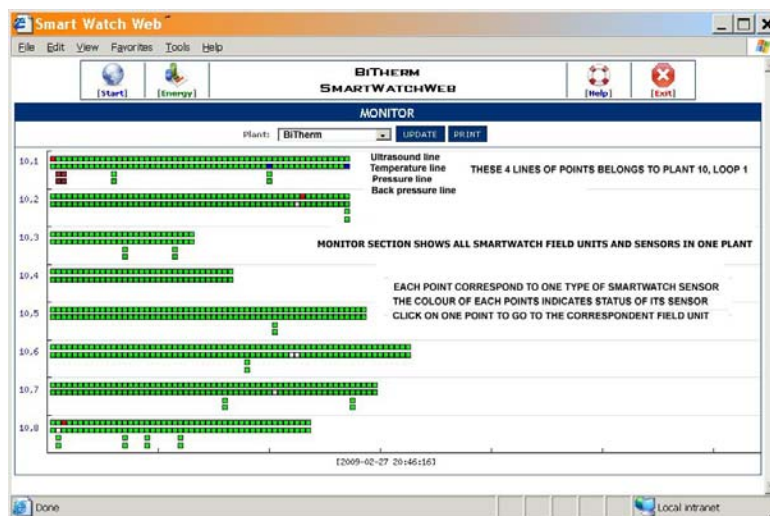 Smart Watch Web
File Edit View Favorites Tools Help
[Start]
[Energy]
BITHERM
SMARTWATCHWEB
[Help]
[Exit]
MONITOR
Plant: BiTherm UPDATE PRINT
10,1
Ultrasound line
Temperature line
Pressure line
Back pressure line
THESE 4 LINES OF POINTS BELONGS TO PLANT 10, LOOP 1
10,2
10,3
MONITOR SECTION SHOWS ALL SMARTWATCH FIELD UNITS AND SENSORS IN ONE PLANT
10,4
EACH POINT CORRESPOND TO ONE TYPE OF SMARTWATCH SENSOR
THE COLOUR OF EACH POINTS INDICATES STATUS OF ITS SENSOR
CLICK ON ONE POINT TO GO TO THE CORRESPONDENT FIELD UNIT
10,5
10,6
10,7
10,8
[2009-02-27 20:46:16]
Done
Local intranet